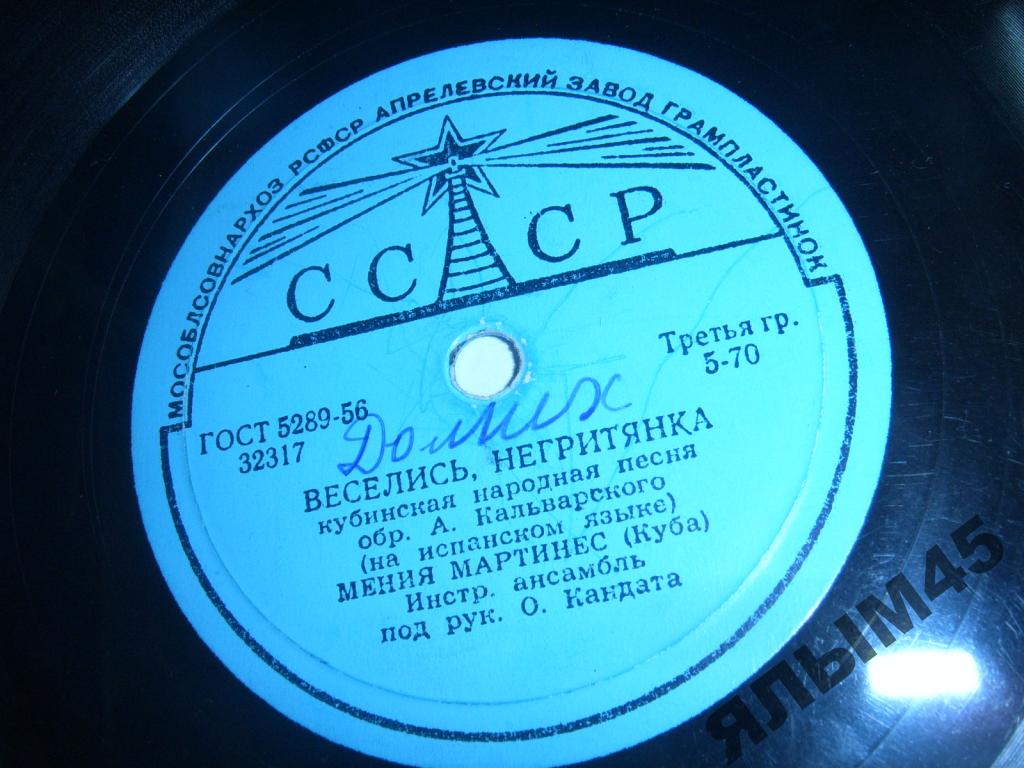 МОСОБЛСОВНАРХОЗ РСФСР АПРЕЛЕВСКИЙ ЗАВОД ГРАМПЛАСТИНОК
СССР
Третья гр.
5-70
ГОСТ 5289-56
32317
ВЕСЕЛИСЬ, НЕГРИТЯНКА
кубинская народная песня
обр. А. Кальварского
(на испанском языке)
МЕНИЯ МАРТИНЕС (Куба)
Инстр. ансамбль
под рук. О. Кандата
ЯЛЫМ45